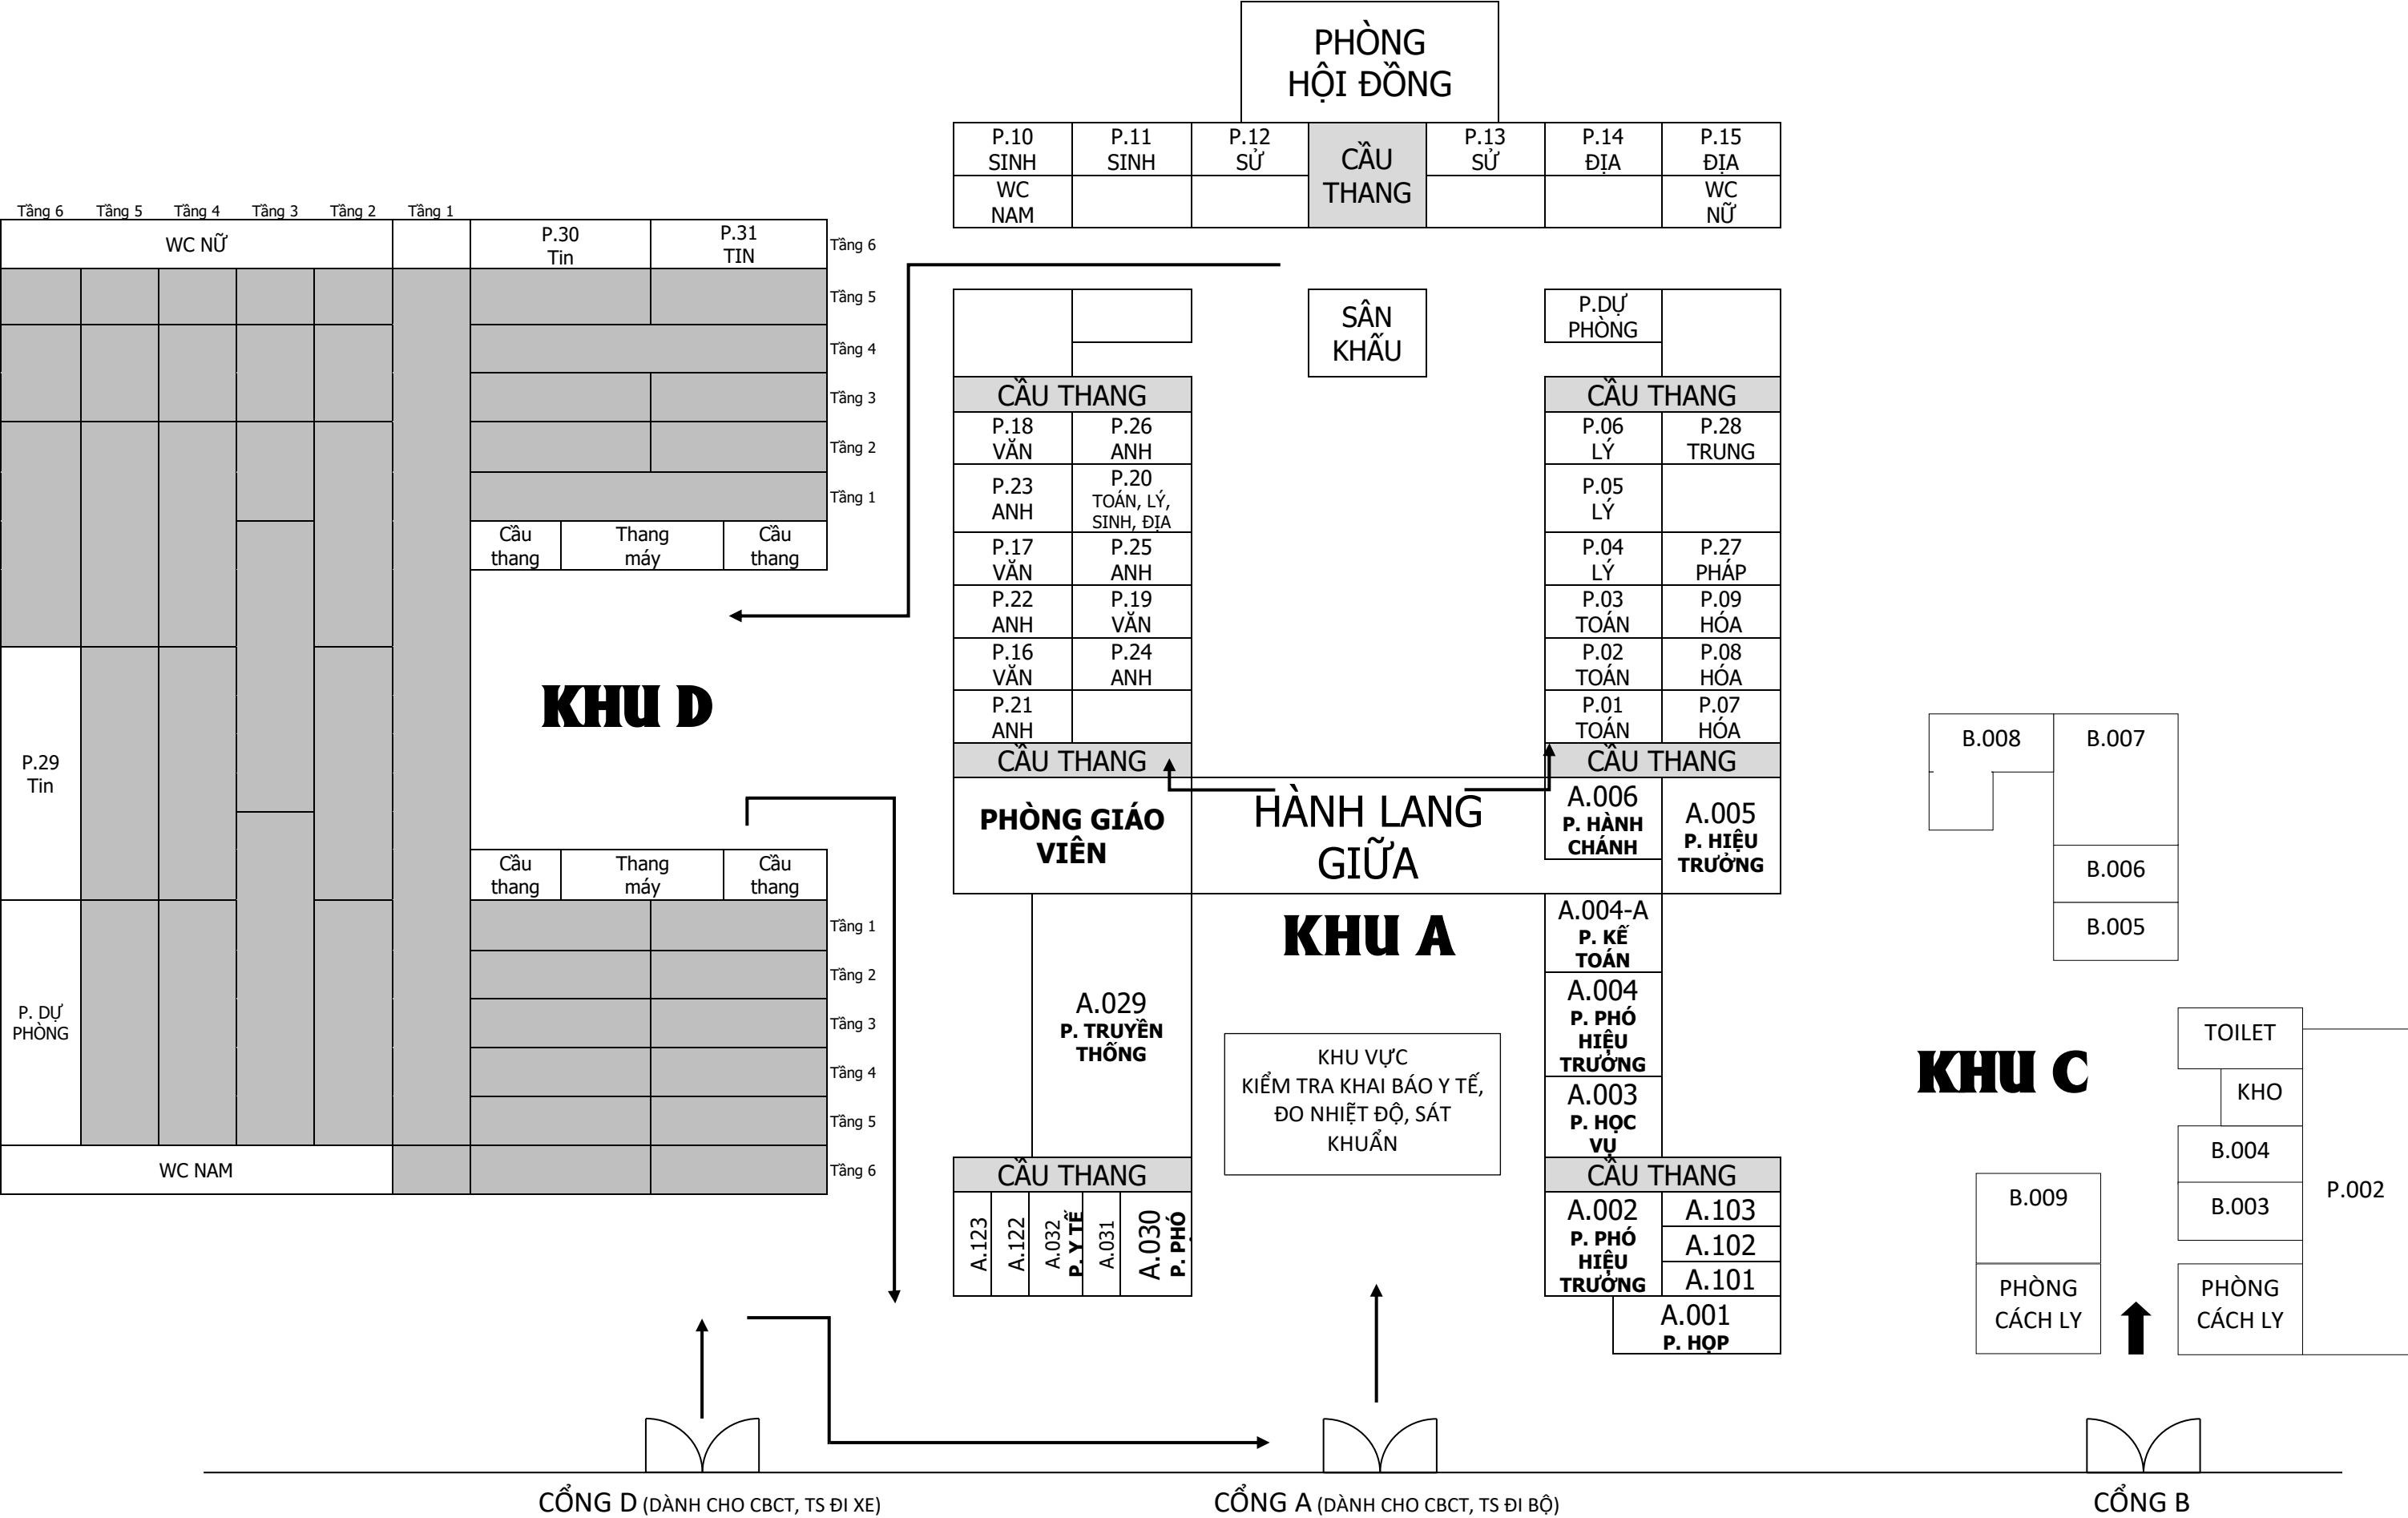 PHÒNG
HỘI ĐỒNG
P.10
SINH
P.11
SINH
P.12
SỬ
CẦU
THANG
P.13
SỬ
P.14
ĐỊA
P.15
ĐỊA
WC
NAM
WC
NỮ
Tầng 6
Tầng 5
Tầng 4
Tầng 3
Tầng 2
Tầng 1
WC NỮ
P.30
Tin
P.31
TIN
Tầng 6
Tầng 5
Tầng 4
Tầng 3
Tầng 2
Tầng 1
Cầu
thang
Thang
máy
Cầu
thang
KHU D
P.29
Tin
P. DỰ
PHÒNG
Cầu
thang
Thang
máy
Cầu
thang
Tầng 1
Tầng 2
Tầng 3
Tầng 4
Tầng 5
Tầng 6
WC NAM
SÂN
KHẤU
P.DỰ
PHÒNG
CẦU THANG
P.18
VĂN
P.26
ANH
P.23
ANH
P.20
TOÁN, LÝ,
SINH, ĐỊA
P.17
VĂN
P.25
ANH
P.22
ANH
P.19
VĂN
P.16
VĂN
P.24
ANH
P.21
ANH
CẦU THANG
CẦU THANG
P.06
LÝ
P.28
TRUNG
P.05
LÝ
P.04
LÝ
P.27
PHÁP
P.03
TOÁN
P.09
HÓA
P.02
TOÁN
P.08
HÓA
P.01
TOÁN
P.07
HÓA
CẦU THANG
PHÒNG GIÁO
VIÊN
HÀNH LANG
GIỮA
A.006
P. HÀNH
CHÁNH
A.005
P. HIỆU
TRƯỞNG
KHU A
A.029
P. TRUYỀN
THỐNG
KHU VỰC
KIỂM TRA KHAI BÁO Y TẾ,
ĐO NHIỆT ĐỘ, SÁT
KHUẨN
A.004-A
P. KẾ
TOÁN
A.004
P. PHÓ
HIỆU
TRƯỞNG
A.003
P. HỌC
VỤ
CẦU THANG
A.123
A.122
A.032
P. Y TẾ
A.031
A.030
P. PHÓ
CẦU THANG
A.002
P. PHÓ
HIỆU
TRƯỞNG
A.103
A.102
A.101
A.001
P. HỌP
B.008
B.007
B.006
B.005
KHU C
TOILET
KHO
B.004
B.003
P.002
B.009
PHÒNG
CÁCH LY
PHÒNG
CÁCH LY
CỔNG D (DÀNH CHO CBCT, TS ĐI XE)
CỔNG A (DÀNH CHO CBCT, TS ĐI BỘ)
CỔNG B